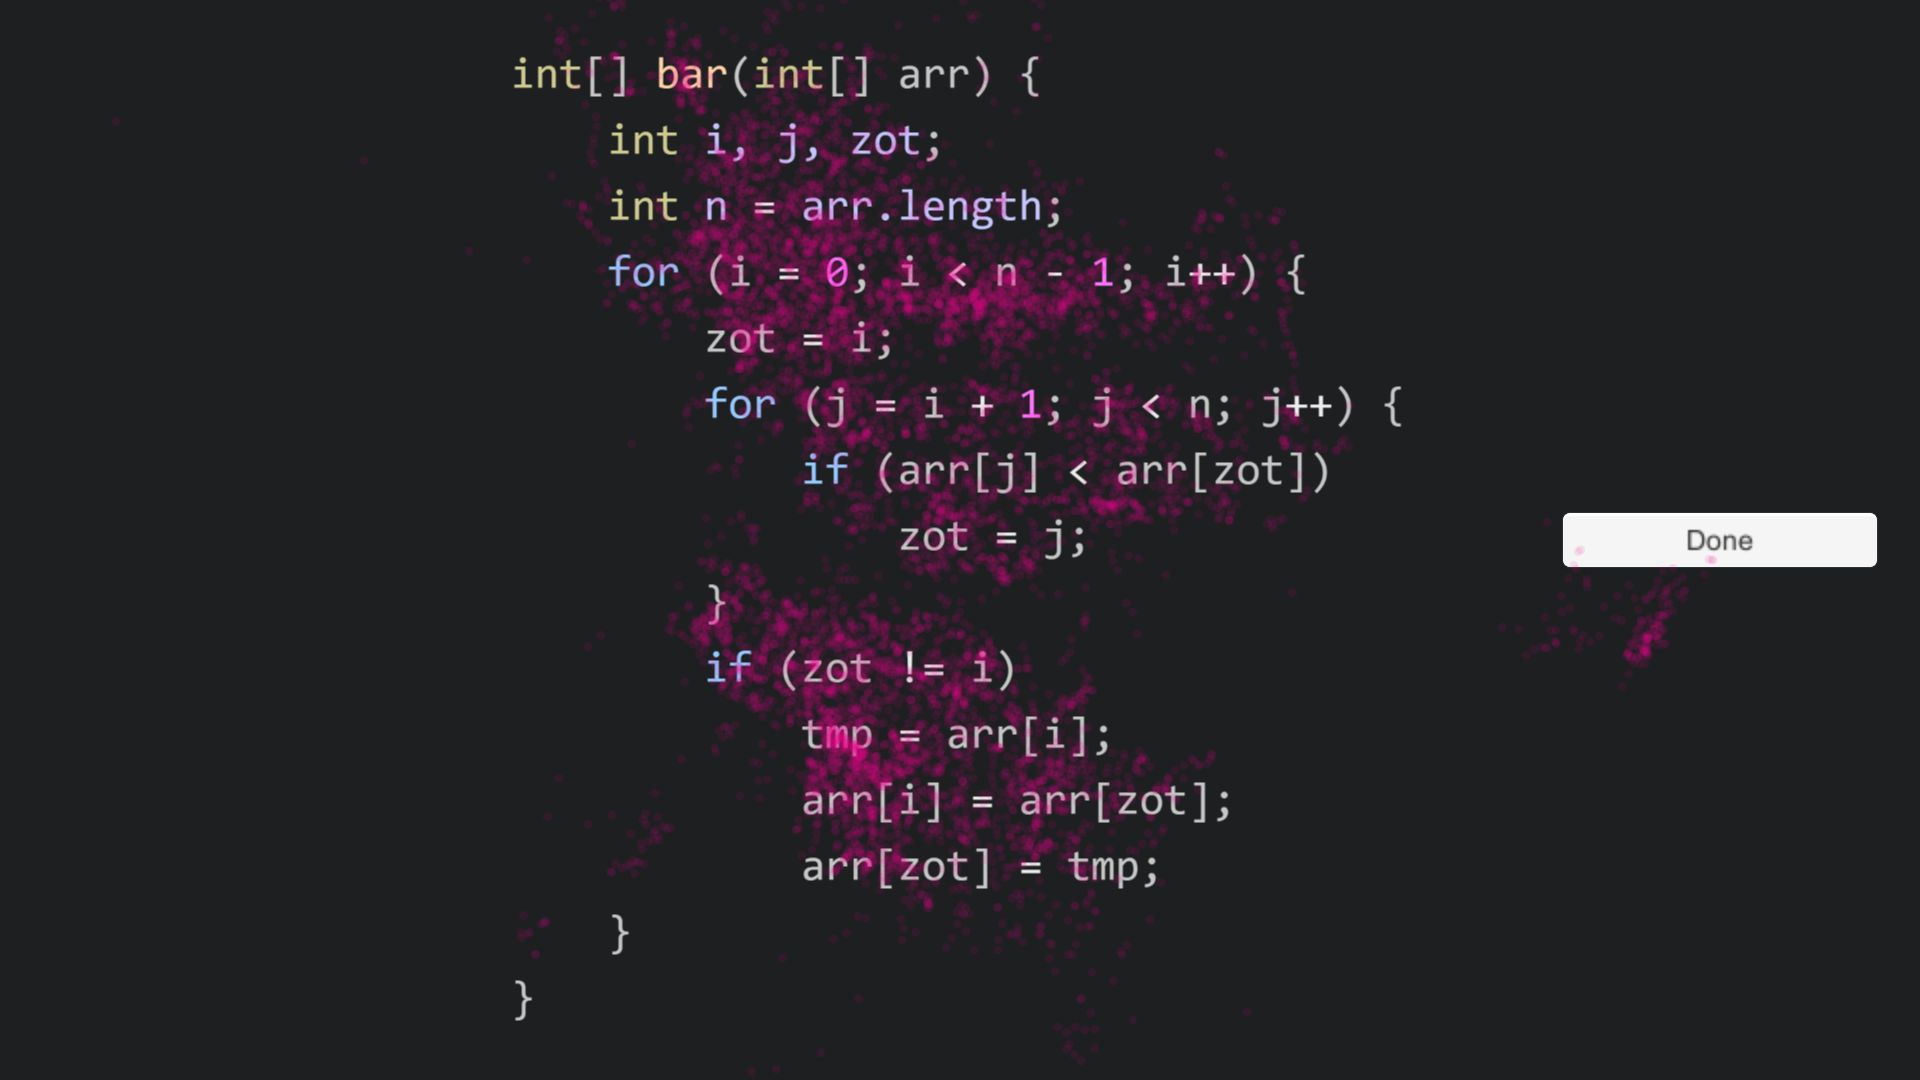 int[] bar(int[] arr) {
    int i, j, zot;
    int n = arr.length;
    for (i = 0; i < n - 1; i++) {
        zot = i;
        for (j = i + 1; j < n; j++) {
            if (arr[j] < arr[zot])
                zot = j;
Done
        }
        if (zot != i)
            tmp = arr[i];
            arr[i] = arr[zot];
            arr[zot] = tmp;
    }
}